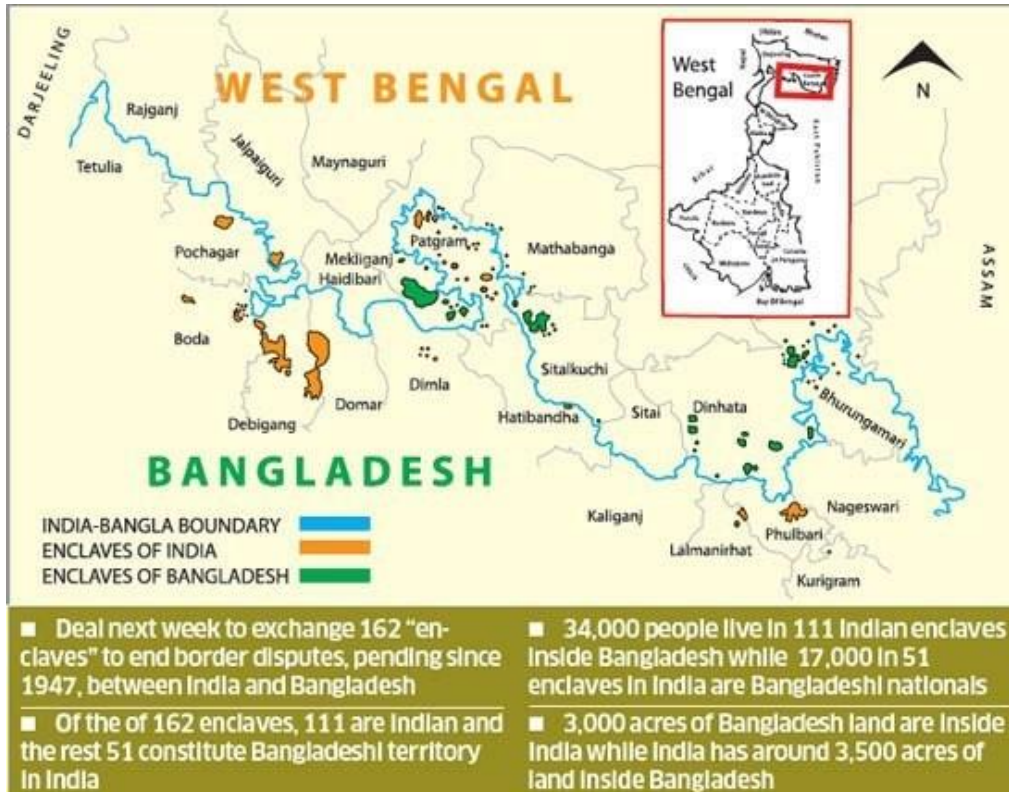 DARJEELING
WEST BENGAL
Rajganj
Tetulia
Jalpaiguri
Maynaguri
West
Bengal
Bihar
East Pakistan
Bay Of Bengal
N
ASSAM
Pochagar
Patgram
Mekliganj
Haidibari
Mathabanga
Boda
Debigang
Domar
Dimla
Hatibandha
Sitalkuchi
Sitai
Dinhata
Bhurungamari
BANGLADESH
Kaliganj
Lalmanirhat
Phulbari
Nageswari
Kurigram
INDIA-BANGLA BOUNDARY
ENCLAVES OF INDIA
ENCLAVES OF BANGLADESH
■ Deal next week to exchange 162 “en-
claves” to end border disputes, pending since
1947, between India and Bangladesh
■ Of the of 162 enclaves, 111 are Indian and
the rest 51 constitute Bangladeshi territory
in India
■ 34,000 people live in 111 Indian enclaves
inside Bangladesh while 17,000 in 51
enclaves in India are Bangladeshi nationals
■ 3,000 acres of Bangladesh land are inside
India while India has around 3,500 acres of
land inside Bangladesh